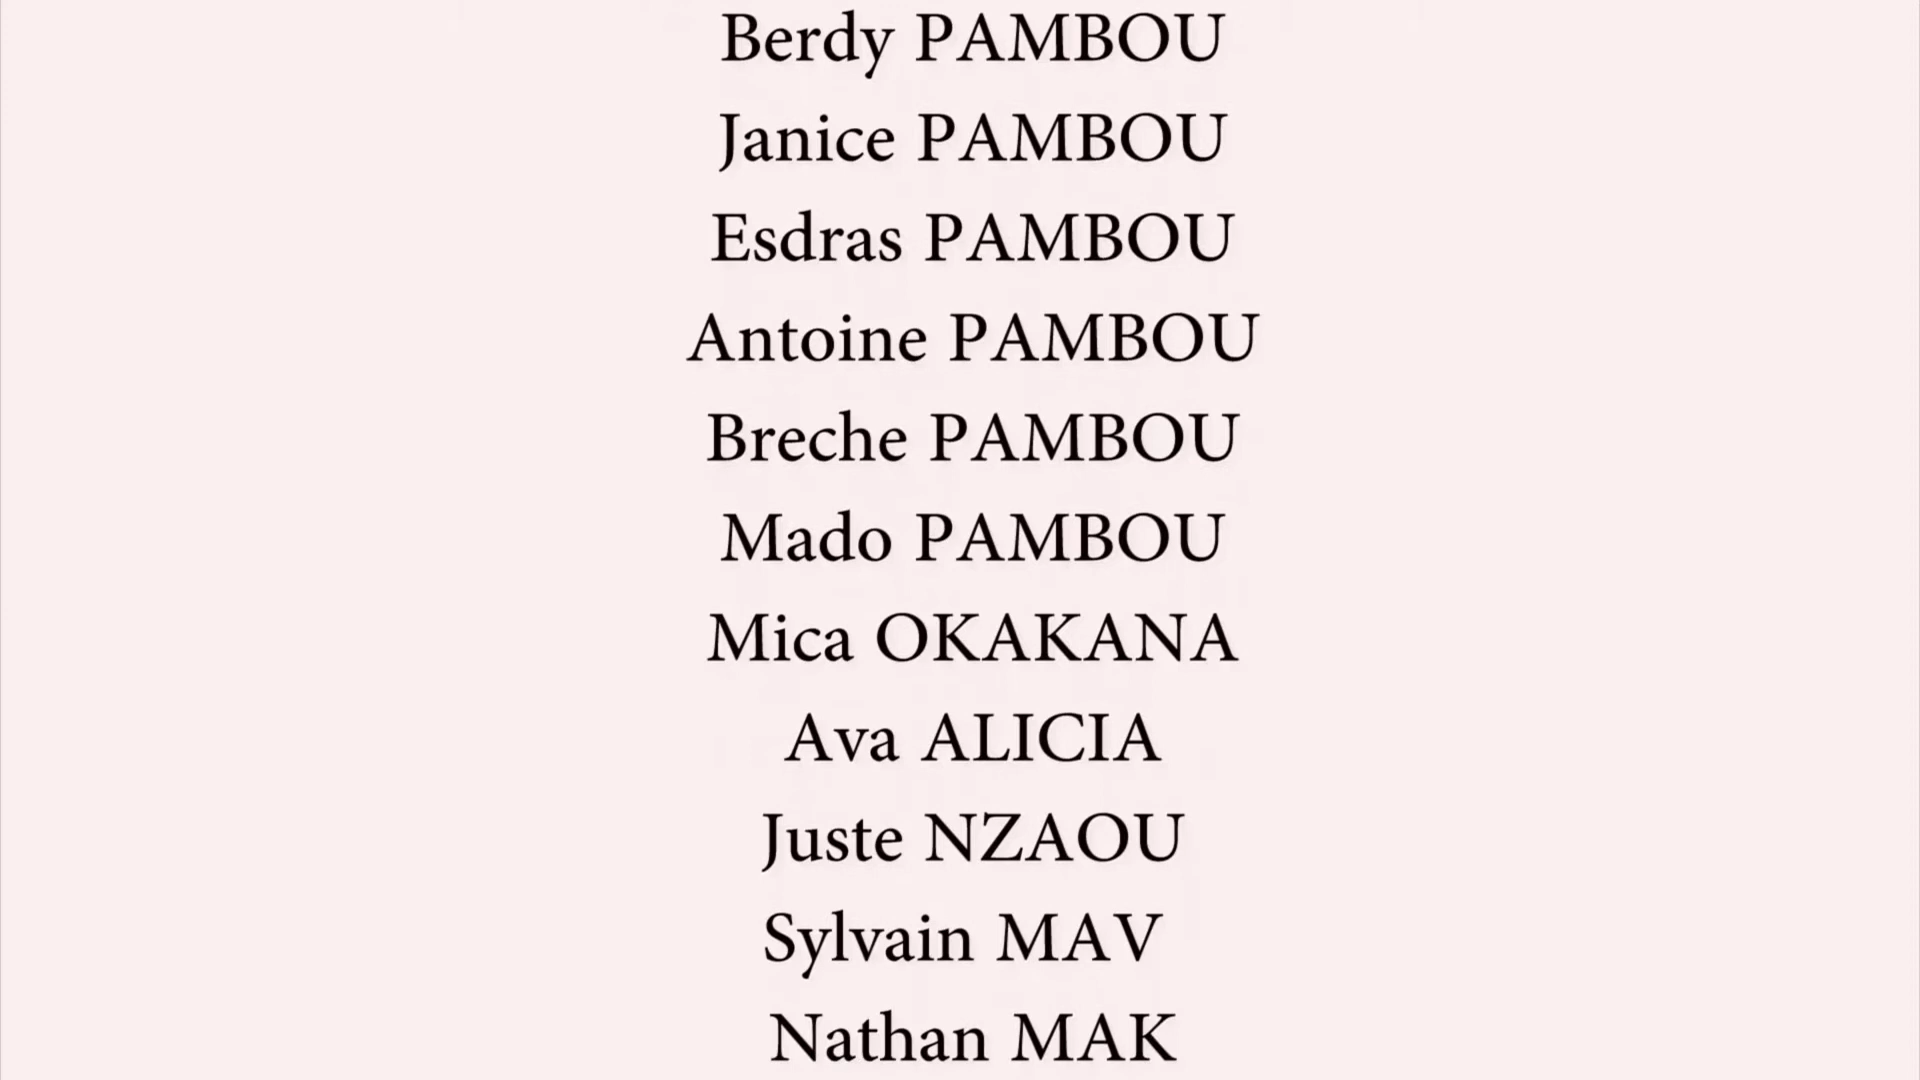 Berdy PAMBOU
Janice PAMBOU
Esdras PAMBOU
Antoine PAMBOU
Breche PAMBOU
Mado PAMBOU
Mica OKAKANA
Ava ALICIA
Juste NZAOU
Sylvain MAV
Nathan MAK